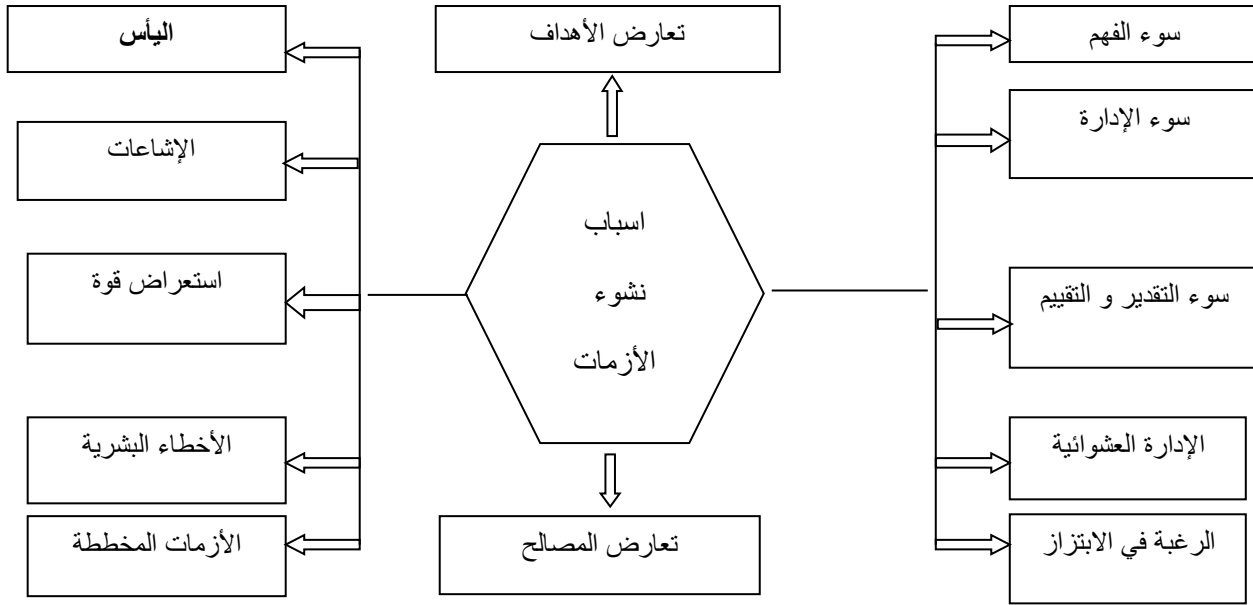 سوء الفهم
تعارض الأهداف
اليأس
سوء الإدارة
الإشاعات
اسباب
نشوء
الأزمات
سوء التقدير و التقييم
استعراض قوة
الإدارة العشوائية
الأخطاء البشرية
الرغبة في الابتزاز
تعارض المصالح
الأزمات المخططة